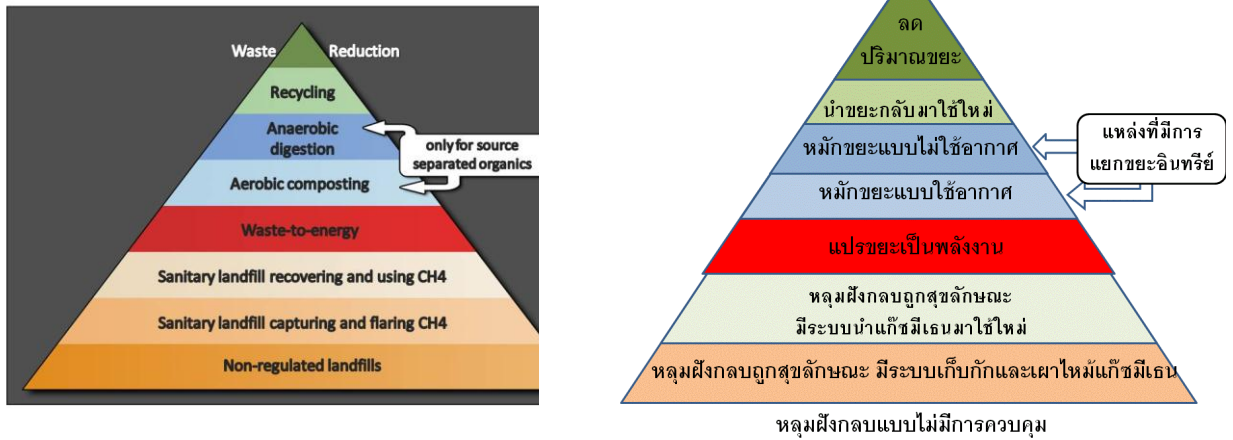 Waste Reduction
Recycling
Anaerobic
digestion
only for source
separated organics
Aerobic composting
Waste-to-energy
Sanitary landfill recovering and using CH4
Sanitary landfill capturing and flaring CH4
Non-regulated landfills
ลด
ปริมาณขยะ
นำขยะกลับมาใช้ใหม่
หมักขยะแบบไม่ใช้อากาศ
แหล่งที่มีการ
แยกขยะอินทรีย์
หมักขยะแบบใช้อากาศ
แปรขยะเป็นพลังงาน
หลุมฝังกลบถูกสุขลักษณะ
มีระบบนำแก๊ซมีเธนมาใช้ใหม่
หลุมฝังกลบถูกสุขลักษณะ มีระบบเก็บกักและเผาไหม้แก๊ซมีเธน
หลุมฝังกลบแบบไม่มีการควบคุม